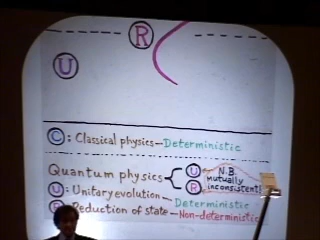 R
U
C : Classical physics — Deterministic
Quantum physics { U R N.B. mutually inconsistent!
U : Unitary evolution — Deterministic
R : Reduction of state — Non-deterministic